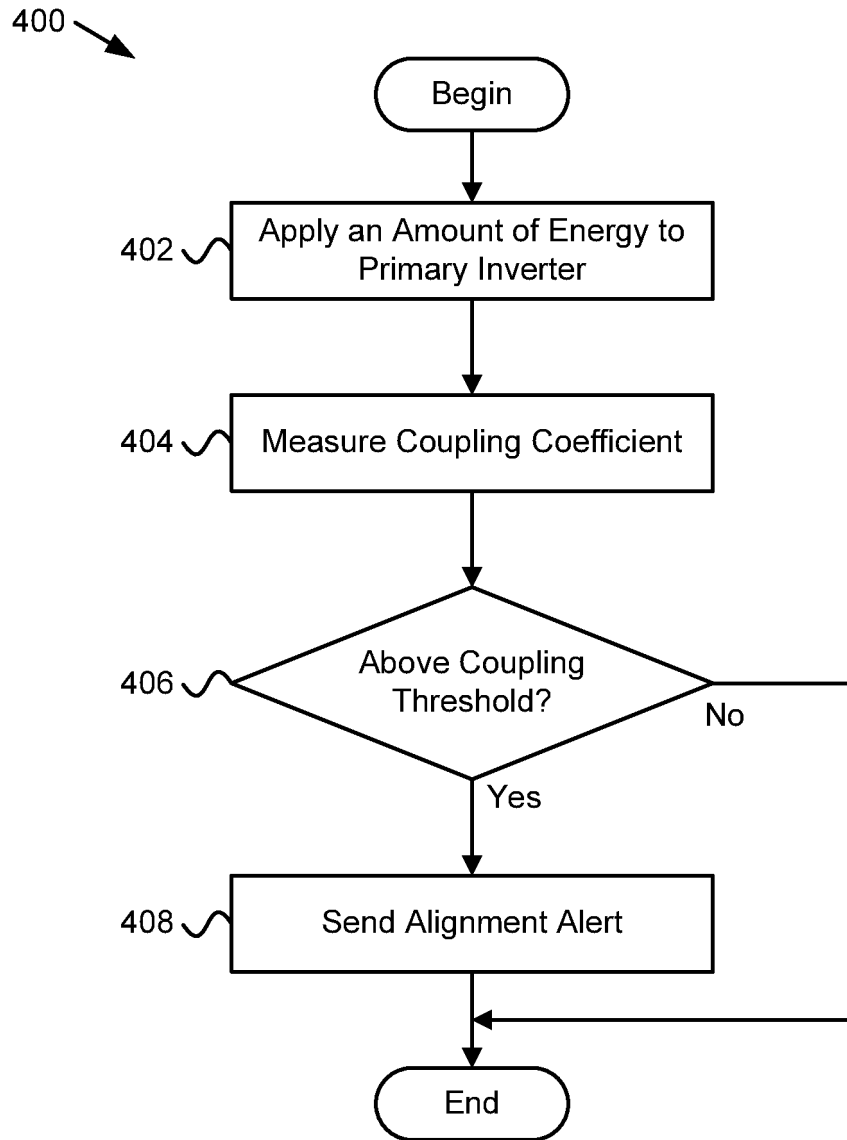 400
Begin
402
Apply an Amount of Energy to
Primary Inverter
404
Measure Coupling Coefficient
406
Above Coupling
Threshold?
No
Yes
408
Send Alignment Alert
End